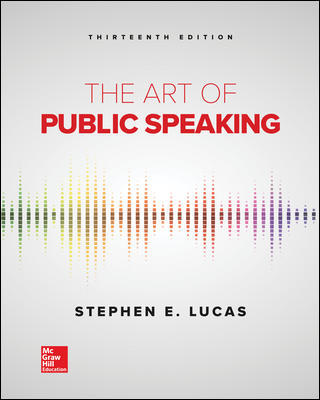 THIRTEENTH EDITION
THE ART OF
PUBLIC SPEAKING
STEPHEN E. LUCAS
Mc
Graw
Hill
Education